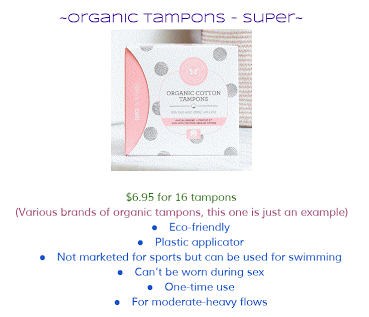 ~Organic Tampons - Super~
ORGANIC COTTON
TAMPONS
$6.95 for 16 tampons
(Various brands of organic tampons, this one is just an example)
● Eco-friendly
● Plastic applicator
● Not marketed for sports but can be used for swimming
● Can't be worn during sex
● One-time use
● For moderate-heavy flows